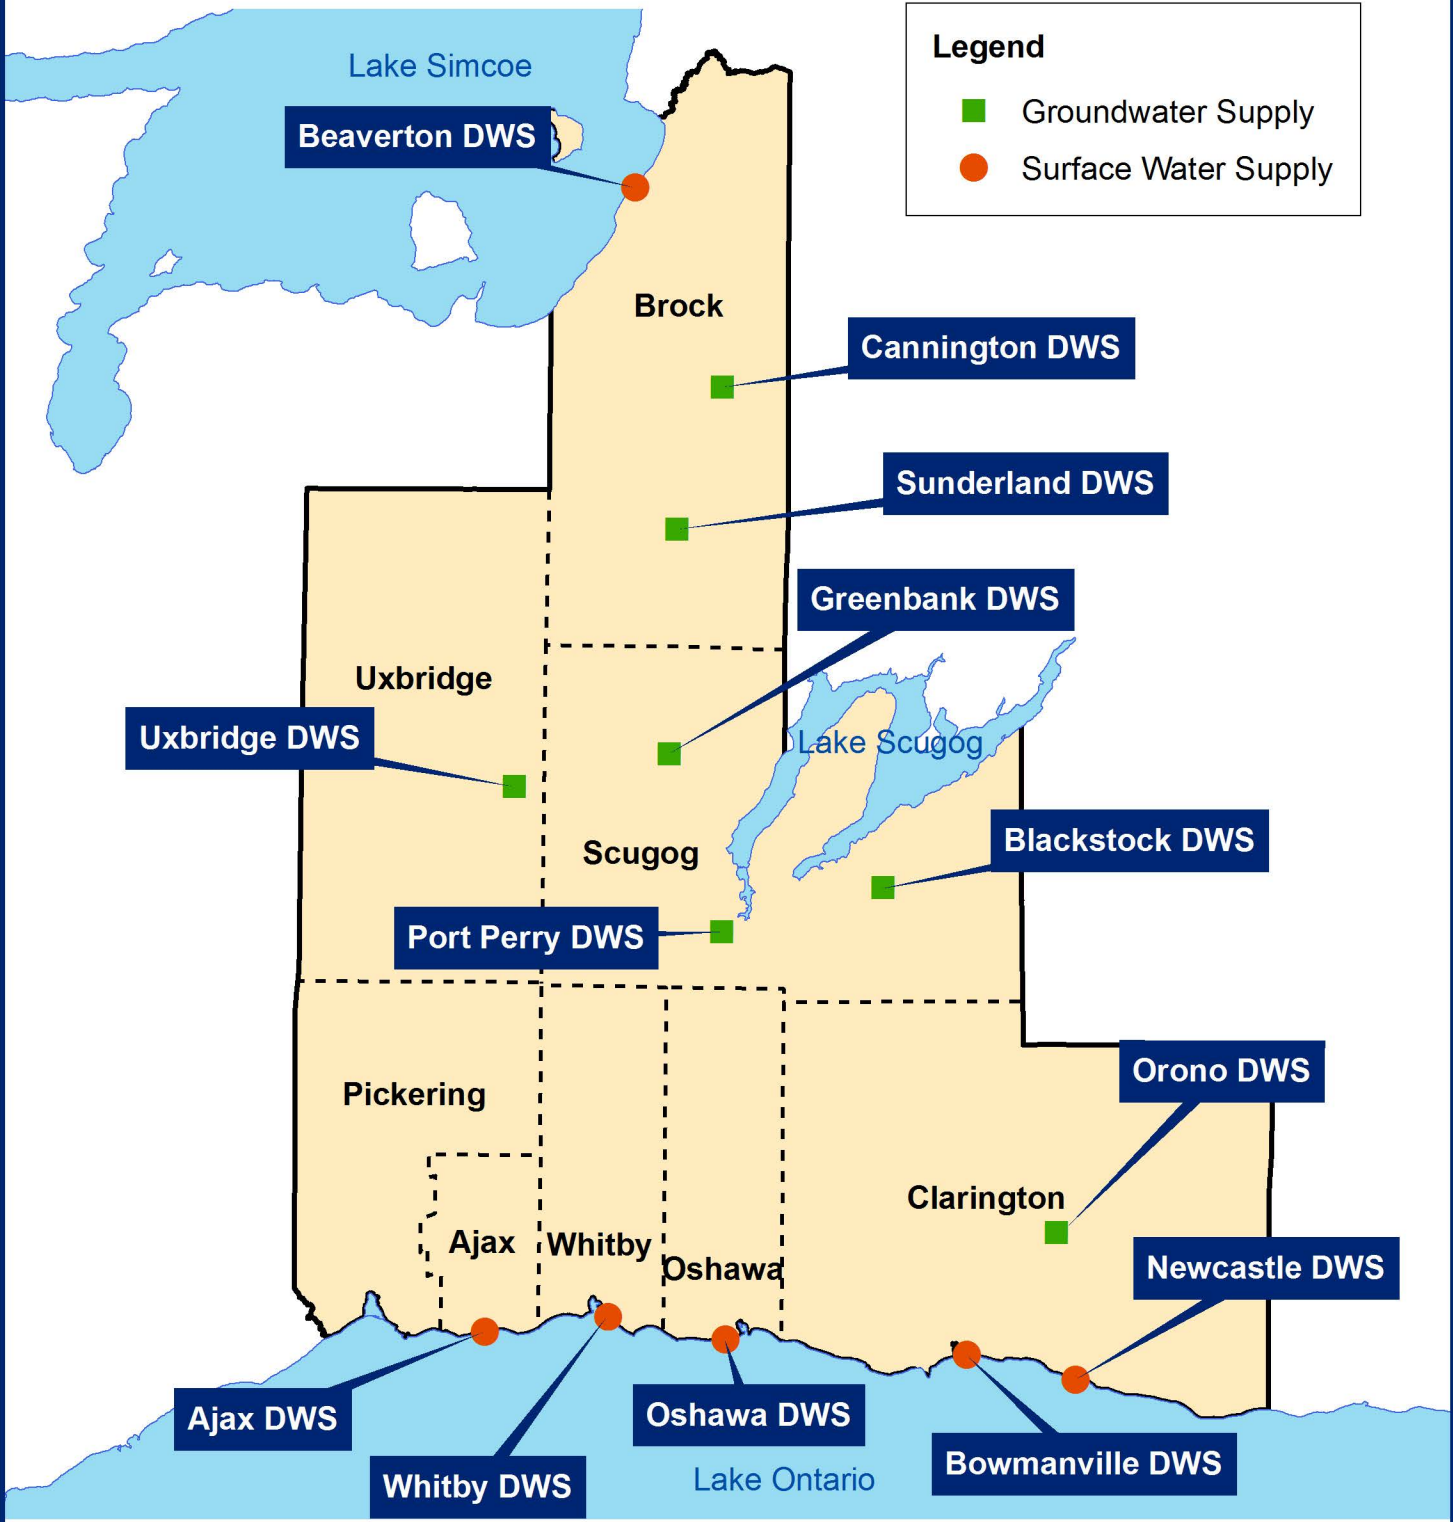 Legend
Groundwater Supply
Surface Water Supply
Lake Simcoe
Beaverton DWS
Brock
Cannington DWS
Sunderland DWS
Greenbank DWS
Uxbridge
Uxbridge DWS
Lake Scugog
Scugog
Blackstock DWS
Port Perry DWS
Orono DWS
Pickering
Clarington
Ajax
Whitby
Oshawa
Newcastle DWS
Ajax DWS
Oshawa DWS
Bowmanville DWS
Whitby DWS
Lake Ontario